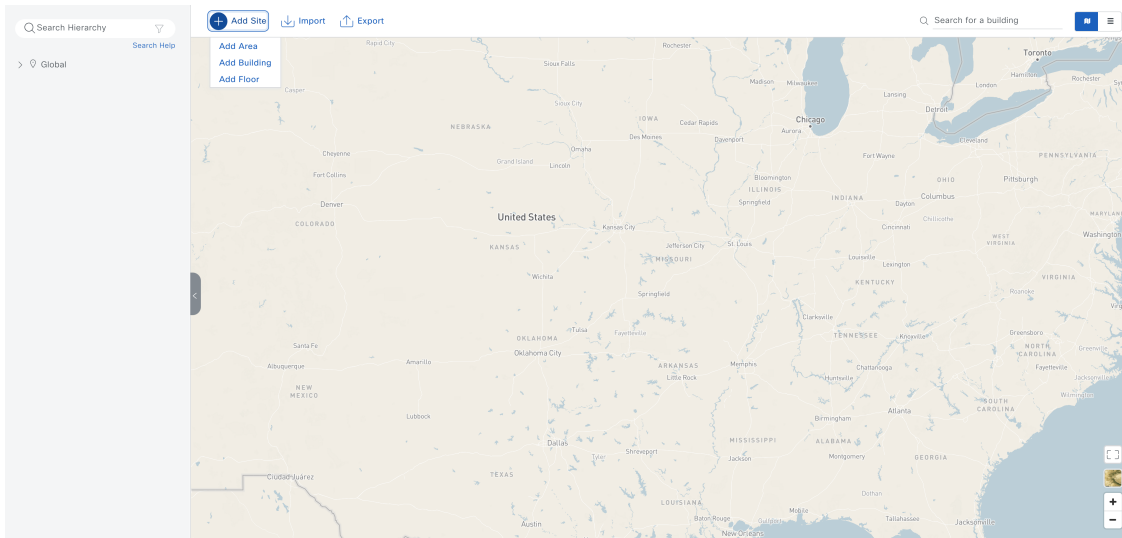 Search Hierarchy
Search Help
Global
Add Site
Import
Export
Search for a building
Add Area
Add Building
Add Floor
Rapid City
Rochester
Toronto
Sioux Falls
Madison
Milwaukee
Hamilton
Rochester
London
Lansing
Casper
Sioux City
Detroit
NEBRASKA
IOWA
Cedar Rapids
Chicago
Aurora
Des Moines
Davenport
Cleveland
Omaha
Cheyenne
Grand Island
Lincoln
Fort Wayne
PENNSYLVANIA
Fort Collins
Bloomington
ILLINOIS
OHIO
Pittsburgh
Denver
Springfield
INDIANA
Columbus
Dayton
COLORADO
United States
Chillicothe
Kansas City
Cincinnati
WEST
VIRGINIA
Washington
KANSAS
Jefferson City
St. Louis
MISSOURI
Louisville
Lexington
Wichita
KENTUCKY
VIRGINIA
Springfield
Roanoke
Clarksville
Tulsa
Fayetteville
TENNESSEE
Knoxville
Greensboro
OKLAHOMA
Santa Fe
NORTH
CAROLINA
Oklahoma City
Albuquerque
Amarillo
ARKANSAS
Memphis
Chattanooga
Fayetteville
Little Rock
Huntsville
NEW
MEXICO
Wilmington
SOUTH
CAROLINA
Lubbock
Birmingham
Atlanta
Dallas
MISSISSIPPI
ALABAMA
Tyler
Shreveport
Jackson
Montgomery
GEORGIA
Ciudad Juárez
TEXAS
Dothan
LOUISIANA
Mobile
Austin
Baton Rouge
Gulfport
Tallahassee
Jacksonville
New Orleans